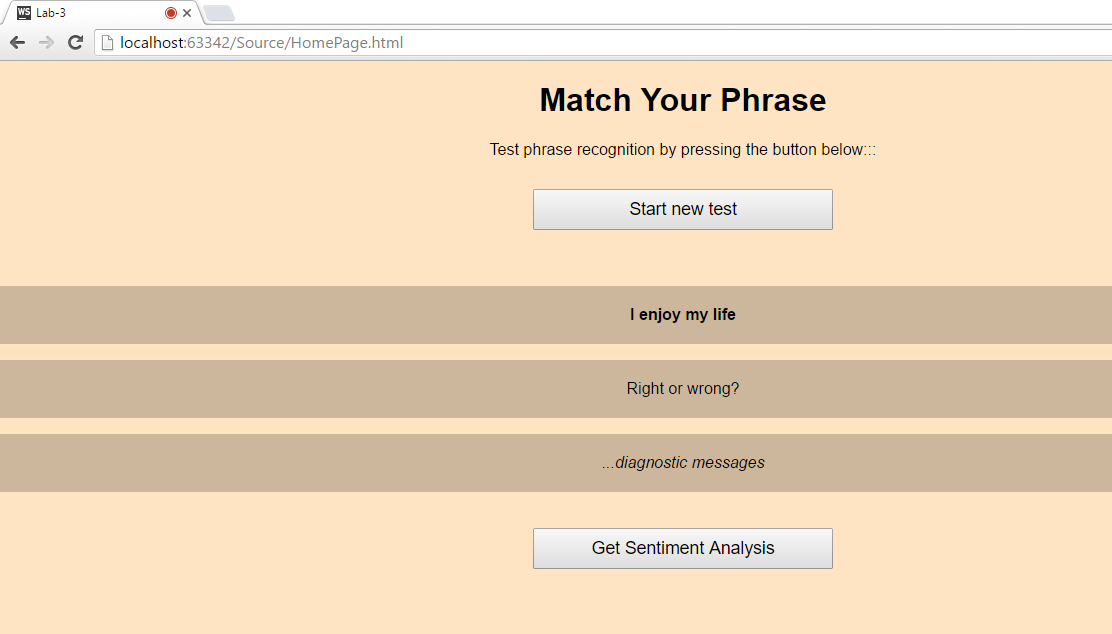 WS Lab-3
localhost:63342/Source/HomePage.html
Match Your Phrase
Test phrase recognition by pressing the button below:::
Start new test
I enjoy my life
Right or wrong?
...diagnostic messages
Get Sentiment Analysis